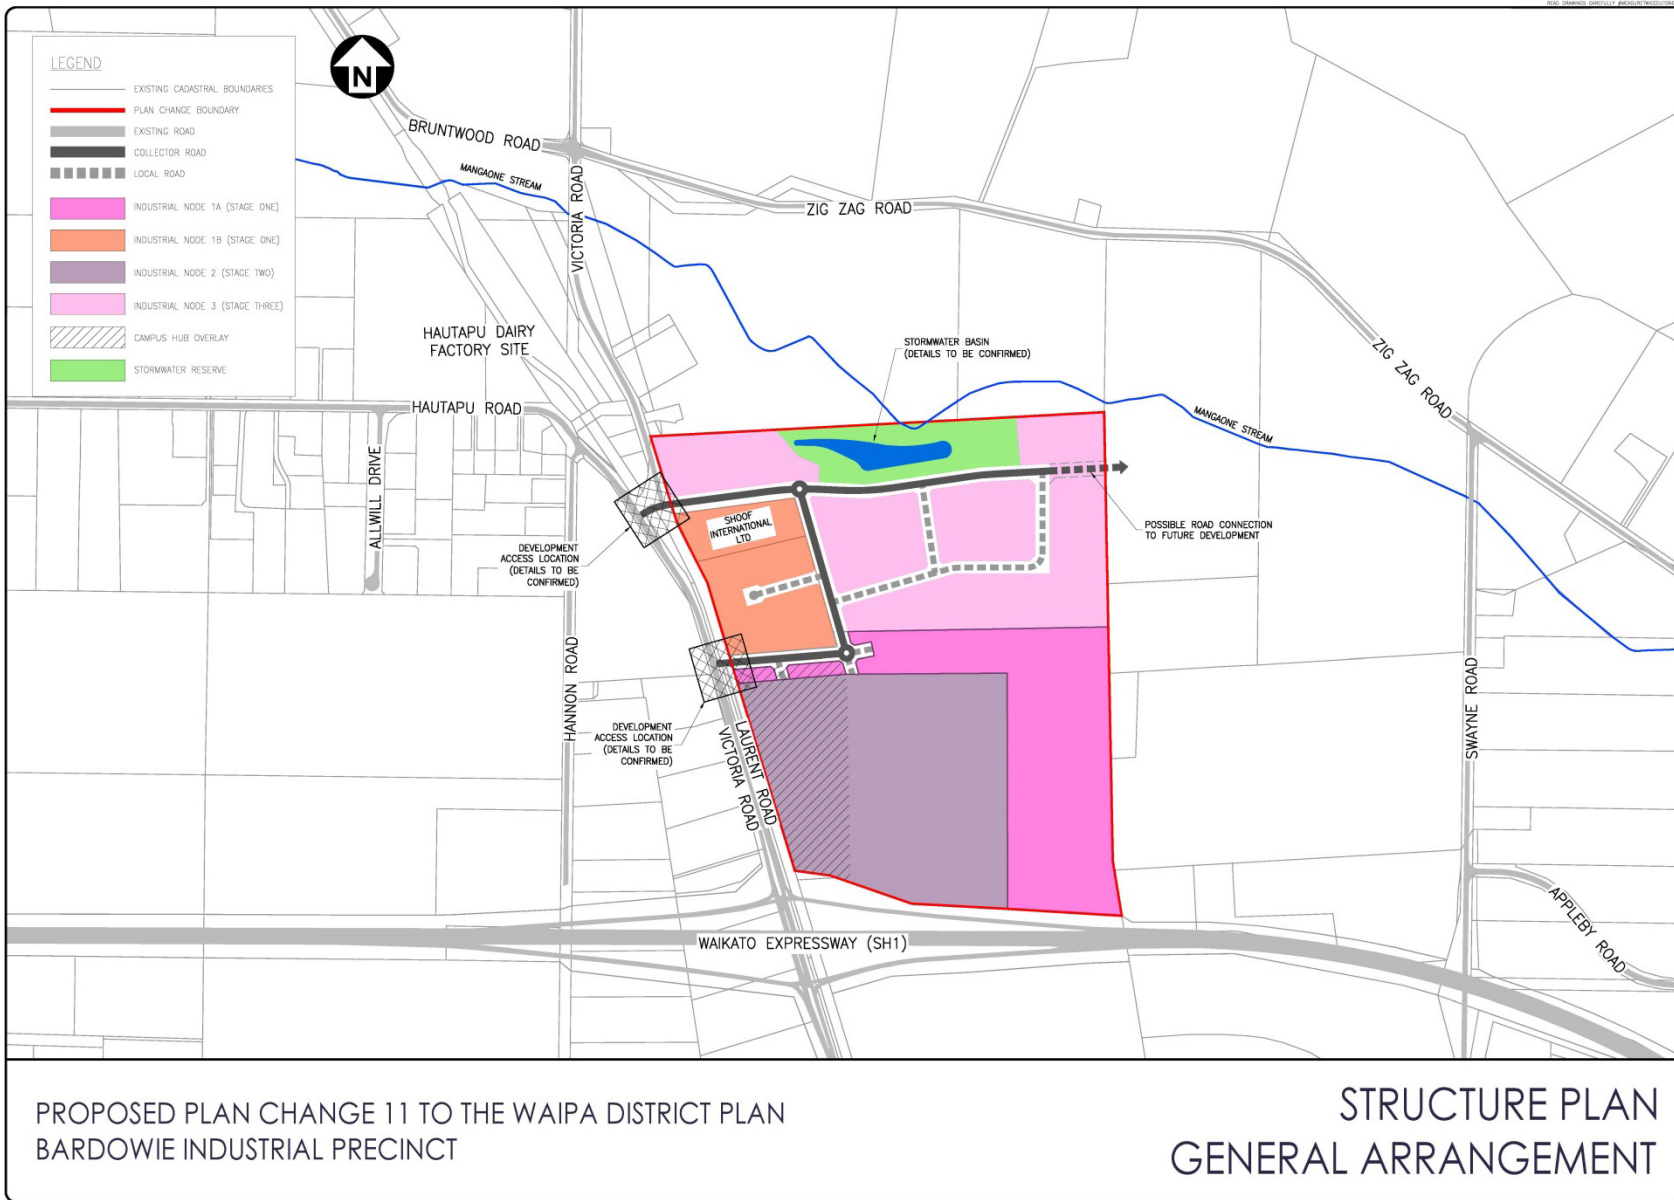 READ DRAWINGS CAREFULLY #MEASURETWICECUTONCE
LEGEND
EXISTING CADASTRAL BOUNDARIES
PLAN CHANGE BOUNDARY
EXISTING ROAD
COLLECTOR ROAD
LOCAL ROAD
INDUSTRIAL NODE 1A (STAGE ONE)
INDUSTRIAL NODE 1B (STAGE ONE)
INDUSTRIAL NODE 2 (STAGE TWO)
INDUSTRIAL NODE 3 (STAGE THREE)
CAMPUS HUB OVERLAY
STORMWATER RESERVE
N
BRUNTWOOD ROAD
MANGAONE STREAM
VICTORIA ROAD
ZIG ZAG ROAD
HAUTAPU DAIRY
FACTORY SITE
STORMWATER BASIN
(DETAILS TO BE CONFIRMED)
ZIG ZAG ROAD
HAUTAPU ROAD
MANGAONE STREAM
ALLWILL DRIVE
SHOOF
INTERNATIONAL
LTD
POSSIBLE ROAD CONNECTION
TO FUTURE DEVELOPMENT
DEVELOPMENT
ACCESS LOCATION
(DETAILS TO BE
CONFIRMED)
HANNON ROAD
SWAYNE ROAD
DEVELOPMENT
ACCESS LOCATION
(DETAILS TO BE
CONFIRMED)
LAURENT ROAD
VICTORIA ROAD
APPLEBY ROAD
WAIKATO EXPRESSWAY (SH1)
PROPOSED PLAN CHANGE 11 TO THE WAIPA DISTRICT PLAN
BARDOWIE INDUSTRIAL PRECINCT
STRUCTURE PLAN
GENERAL ARRANGEMENT